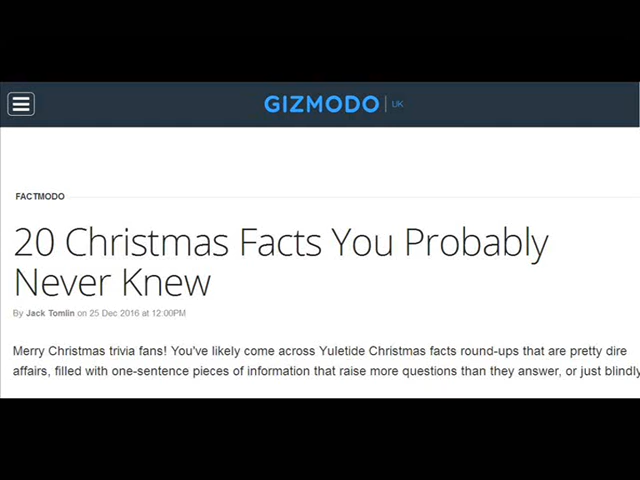 GIZMODO | UK
FACTMODO
20 Christmas Facts You Probably
Never Knew
By Jack Tomlin on 25 Dec 2016 at 12:00PM
Merry Christmas trivia fans! You've likely come across Yuletide Christmas facts round-ups that are pretty dire
affairs, filled with one-sentence pieces of information that raise more questions than they answer, or just blindly